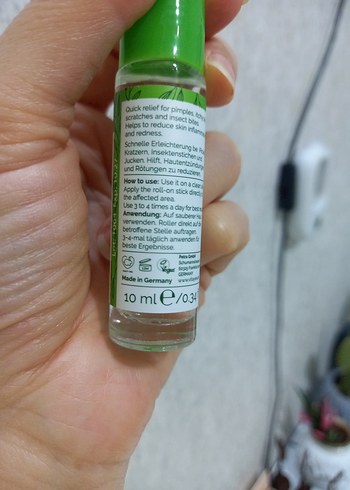 Quick relief for pimples, itchy
scratches and insect bites.
Helps to reduce skin inflamm
and redness.
Schnelle Erleichterung bei P
Kratzern, Insektenstichen und
Jucken. Hilft, Hautentzündung
und Rötungen zu reduzieren.
How to use: Use it on a clean
Apply the roll-on stick direct
the affected area.
Use 3 to 4 times a day for best
Anwendung: Auf sauberer Ha
verwenden. Roller direkt auf
betroffene Stelle auftragen.
3-4-mal täglich anwenden für
beste Ergebnisse.
GERMANY
Made in Germany
10 ml e/0.34